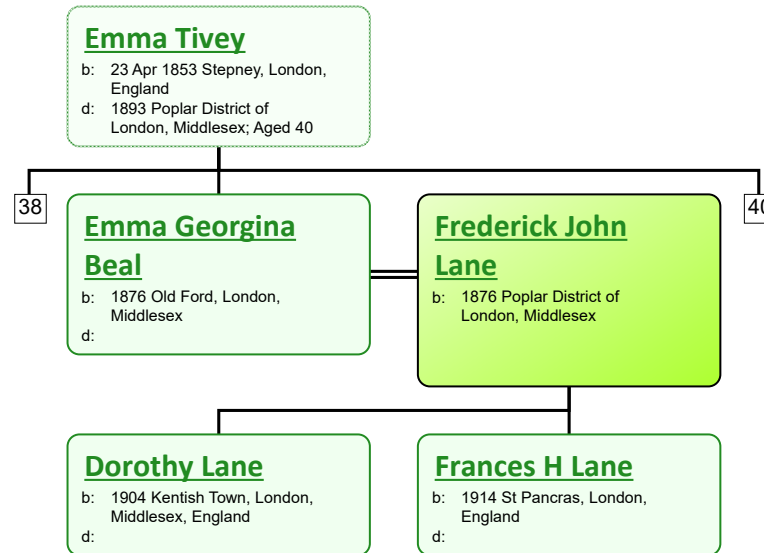 Emma Tivey
b: 23 Apr 1853 Stepney, London,
England
d: 1893 Poplar District of
London, Middlesex; Aged 40
38
40
Emma Georgina
Beal
b: 1876 Old Ford, London,
Middlesex
d:
Frederick John
Lane
b: 1876 Poplar District of
London, Middlesex
Dorothy Lane
b: 1904 Kentish Town, London,
Middlesex, England
d:
Frances H Lane
b: 1914 St Pancras, London,
England
d: